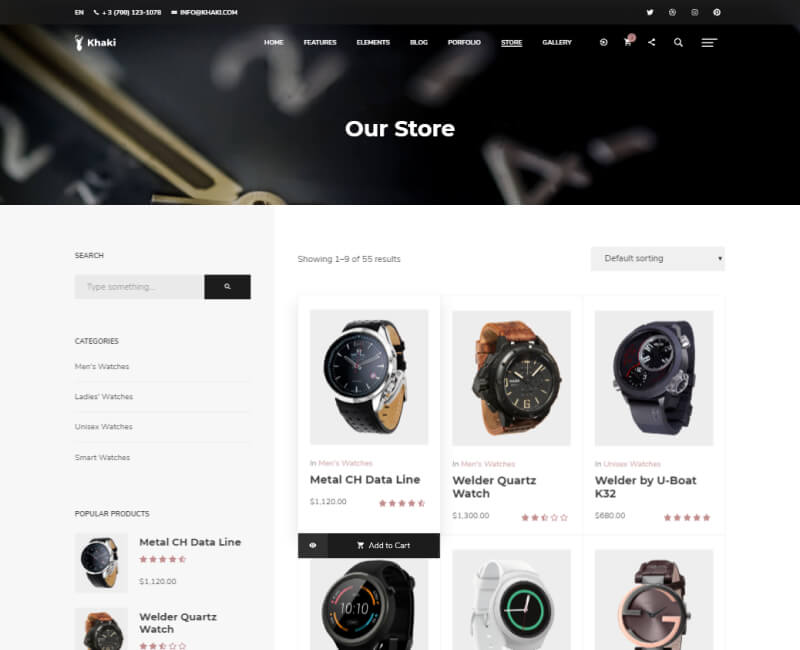 EN + 3 (700) 123-1078 INFO@KHAKI.COM
Khaki HOME FEATURES ELEMENTS BLOG PORFOLIO STORE GALLERY
Our Store
SEARCH
Type something...
CATEGORIES
Men's Watches
Ladies' Watches
Unisex Watches
Smart Watches
POPULAR PRODUCTS
Metal CH Data Line
$1,120.00
Welder Quartz
Watch
Showing 1–9 of 55 results
Default sorting
In Men's Watches
Metal CH Data Line
$1,120.00
Add to Cart
In Men's Watches
Welder Quartz
Watch
$1,300.00
In Unisex Watches
Welder by U-Boat
K32
$680.00
10:10